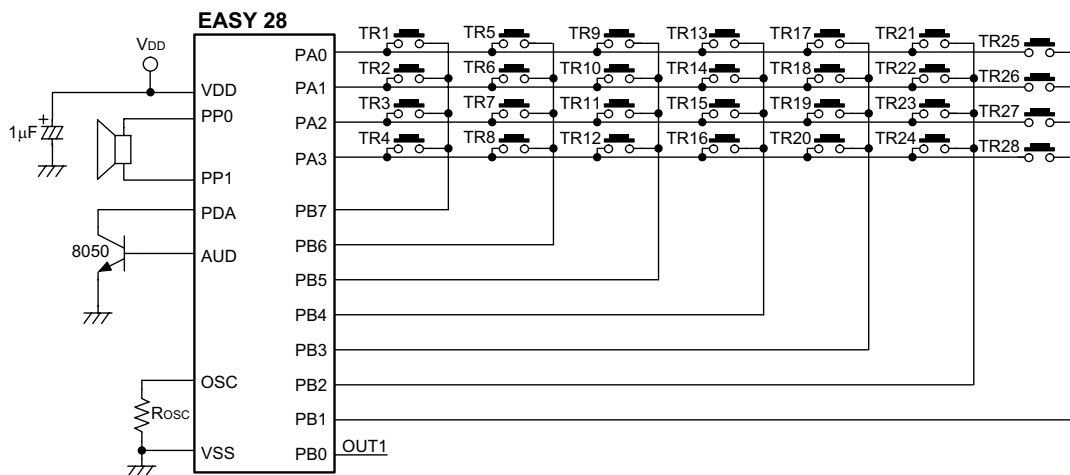 EASY 28
VDD
TR1 TR5 TR9 TR13 TR17 TR21 TR25
PA0
TR2 TR6 TR10 TR14 TR18 TR22 TR26
VDD PA1
PP0
TR3 TR7 TR11 TR15 TR19 TR23 TR27
1µF PA2
TR4 TR8 TR12 TR16 TR20 TR24 TR28
PA3
PP1
PDA PB7
8050 AUD PB6
PB5
PB4
PB3
OSC PB2
ROSC PB1
VSS PB0 OUT1